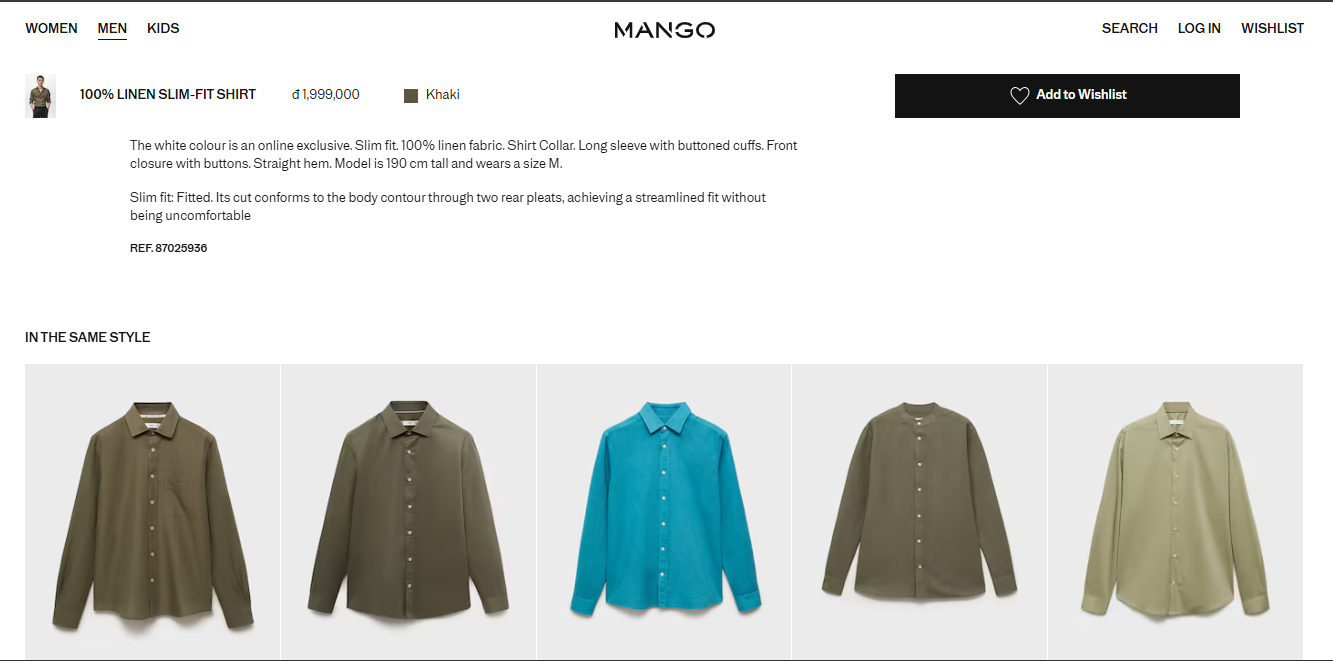 WOMEN MEN KIDS MANGO SEARCH LOG IN WISHLIST
100% LINEN SLIM-FIT SHIRT đ 1,999,000 Khaki Add to Wishlist
The white colour is an online exclusive. Slim fit. 100% linen fabric. Shirt Collar. Long sleeve with buttoned cuffs. Front
closure with buttons. Straight hem. Model is 190 cm tall and wears a size M.
Slim fit: Fitted. Its cut conforms to the body contour through two rear pleats, achieving a streamlined fit without
being uncomfortable
REF. 87025936
IN THE SAME STYLE